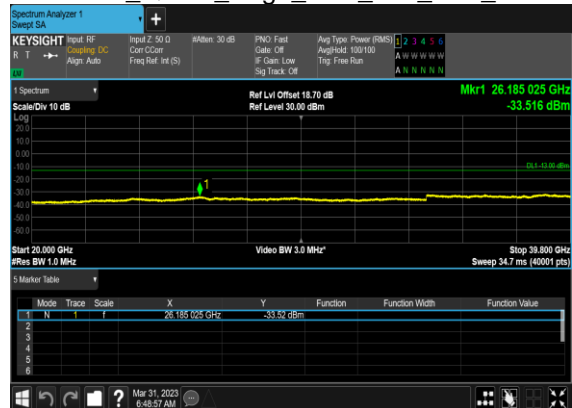 Spectrum Analyzer 1
Swept SA
+
KEYSIGHT Input: RF Input Z: 50 Ω #Atten: 30 dB PNO: Fast Avg Type: Power (RMS) 1 2 3 4 5 6
R T Coupling: DC Corr CCorr Gate: Off Avg|Hold: 100/100 A W W W W W
Align: Auto Freq Ref: Int (S) IF Gain: Low Trig: Free Run
Sig Track: Off A N N N N N
1 Spectrum Ref Lvl Offset 18.70 dB Mkr1 26.185 025 GHz
Scale/Div 10 dB Ref Level 30.00 dBm -33.516 dBm
Log
20.0
10.0
0.00
-10.0
DL1 -13.00 dBm
-20.0
1
-30.0
-40.0
-50.0
-60.0
Start 20.000 GHz Video BW 3.0 MHz* Stop 39.800 GHz
#Res BW 1.0 MHz Sweep 34.7 ms (40001 pts)
5 Marker Table
Mode Trace Scale X Y Function Function Width Function Value
1 N 1 f 26.185 025 GHz -33.52 dBm
2
3
4
5
6
? Mar 31, 2023
6:48:57 AM